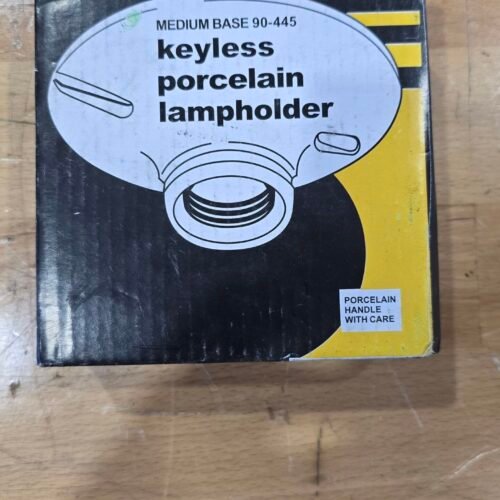 MEDIUM BASE 90-445
keyless
porcelain
lampholder
PORCELAIN
HANDLE
WITH CARE